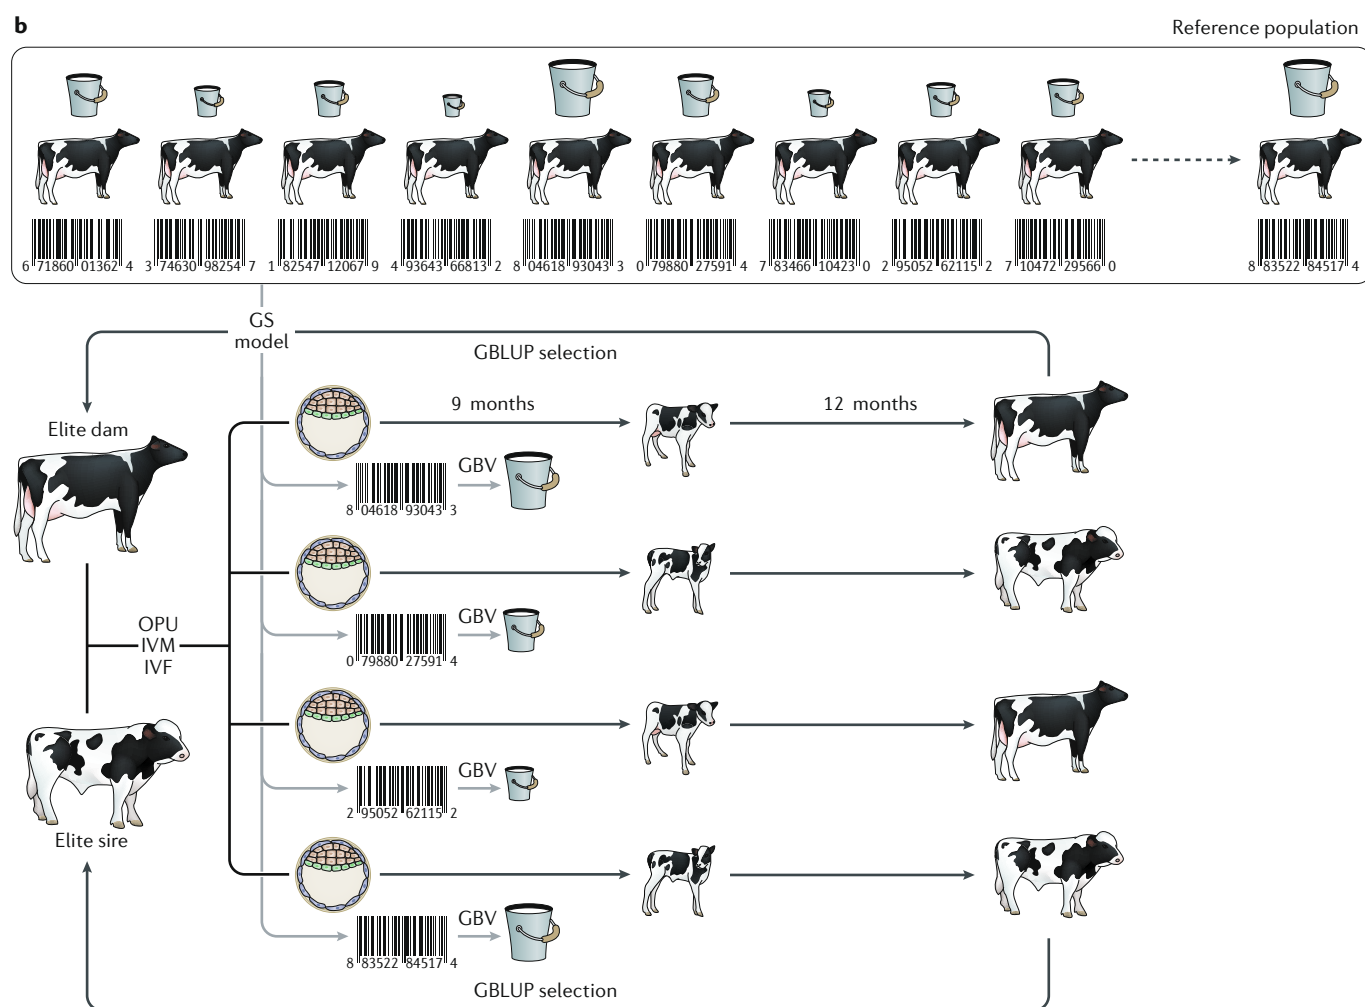 b
Reference population
6 71860 01362 4
3 74630 98254 7
1 82547 12067 9
4 93643 66813 2
8 04618 93043 3
0 79880 27591 4
7 83466 10423 0
2 95052 62115 2
7 10472 29566 0
8 83522 84517 4
GS
model
GBLUP selection
9 months
12 months
Elite dam
GBV
8 04618 93043 3
OPU
IVM
IVF
GBV
0 79880 27591 4
GBV
2 95052 62115 2
Elite sire
GBV
8 83522 84517 4
GBLUP selection